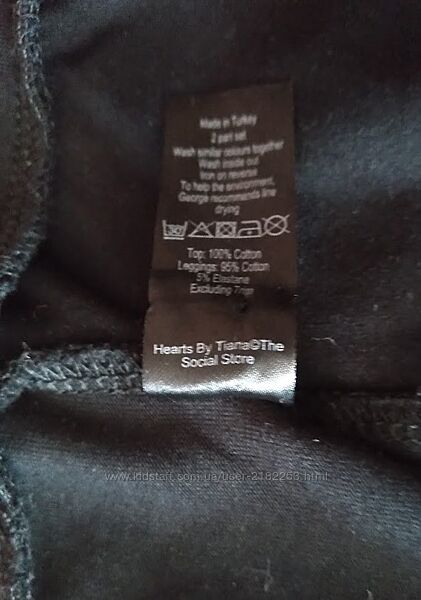 Made in Turkey
2 part set
Wash similar colours together
Wash inside out
Iron on reverse
To help the environment,
George recommends line
drying
30
Top: 100% Cotton
Leggings: 95% Cotton
5% Elastane
Excluding Trim
Hearts By Tiana©The
Social Store
www.kidstaff.com.ua/user-2182253.html